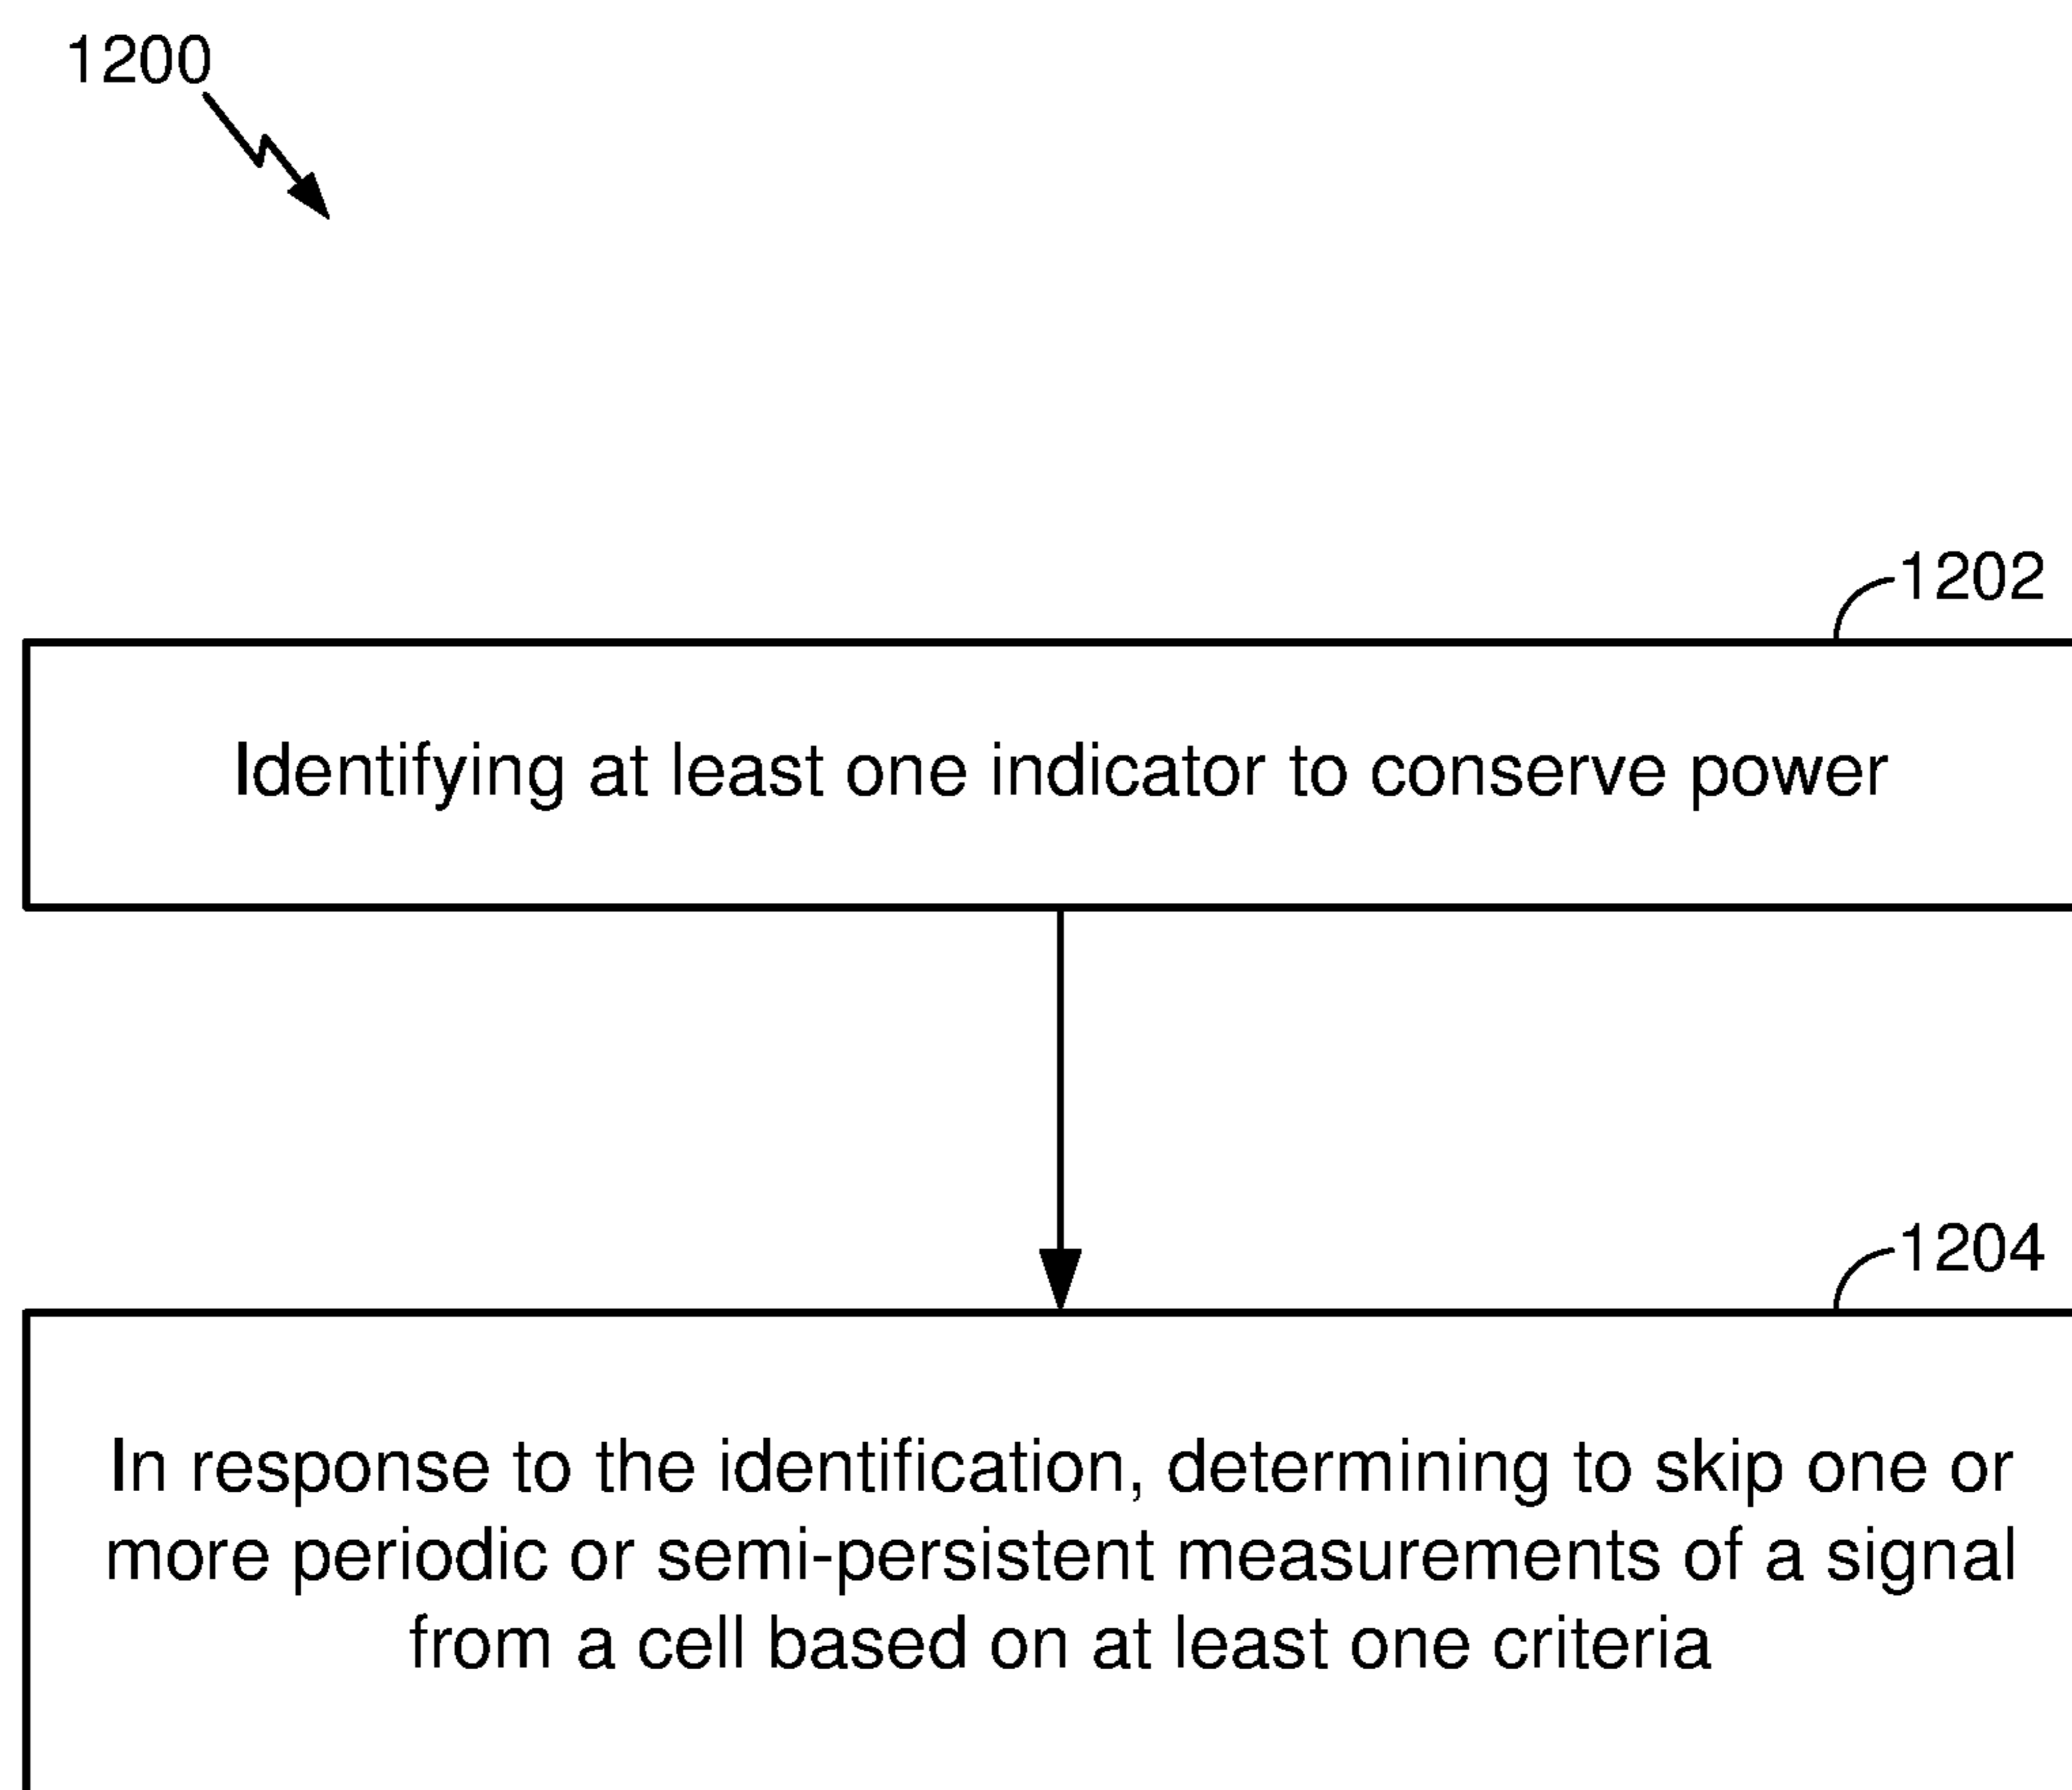 1200
1202
Identifying at least one indicator to conserve power
1204
In response to the identification, determining to skip one or
more periodic or semi-persistent measurements of a signal
from a cell based on at least one criteria